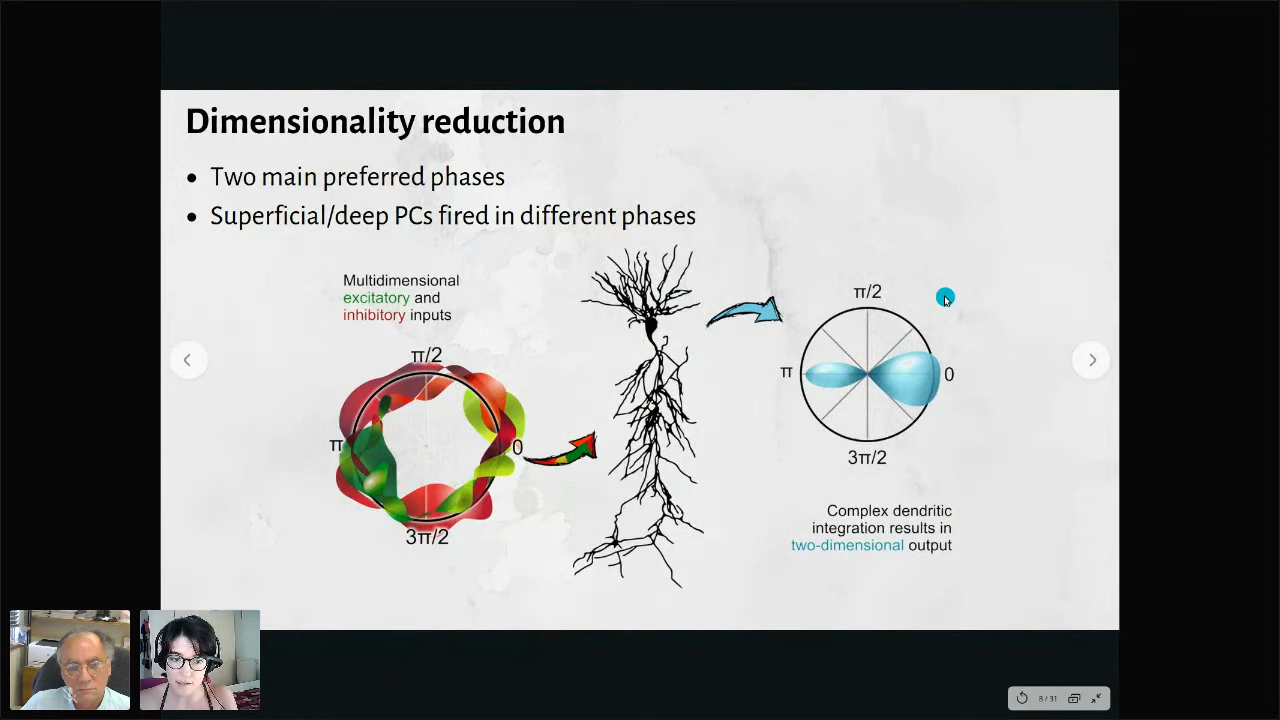 Dimensionality reduction
• Two main preferred phases
• Superficial/deep PCs fired in different phases
Multidimensional
excitatory and
inhibitory inputs
π/2
π
0
3π/2
π/2
π
0
3π/2
Complex dendritic
integration results in
two-dimensional output
8 / 31